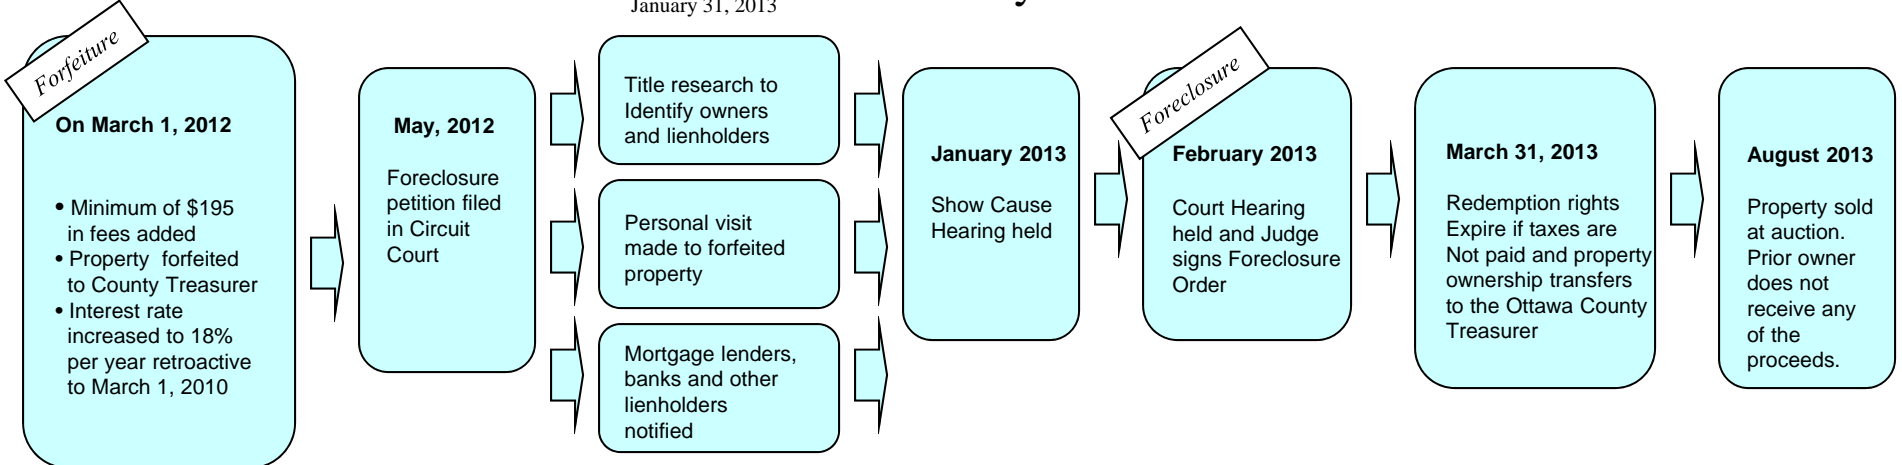 January 31, 2013
Forfeiture
On March 1, 2012
• Minimum of $195
in fees added
• Property forfeited
to County Treasurer
• Interest rate
increased to 18%
per year retroactive
to March 1, 2010
May, 2012
Foreclosure
petition filed
in Circuit
Court
Title research to
Identify owners
and lienholders
Personal visit
made to forfeited
property
Mortgage lenders,
banks and other
lienholders
notified
January 2013
Show Cause
Hearing held
Foreclosure
February 2013
Court Hearing
held and Judge
signs Foreclosure
Order
March 31, 2013
Redemption rights
Expire if taxes are
Not paid and property
ownership transfers
to the Ottawa County
Treasurer
August 2013
Property sold
at auction.
Prior owner
does not
receive any
of the
proceeds.